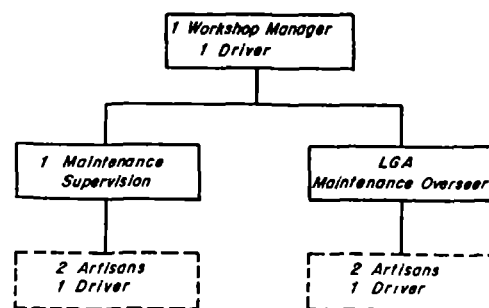 1 Workshop Manager
1 Driver
1 Maintenance
Supervision
LGA
Maintenance Overseer
2 Artisans
1 Driver
2 Artisans
1 Driver